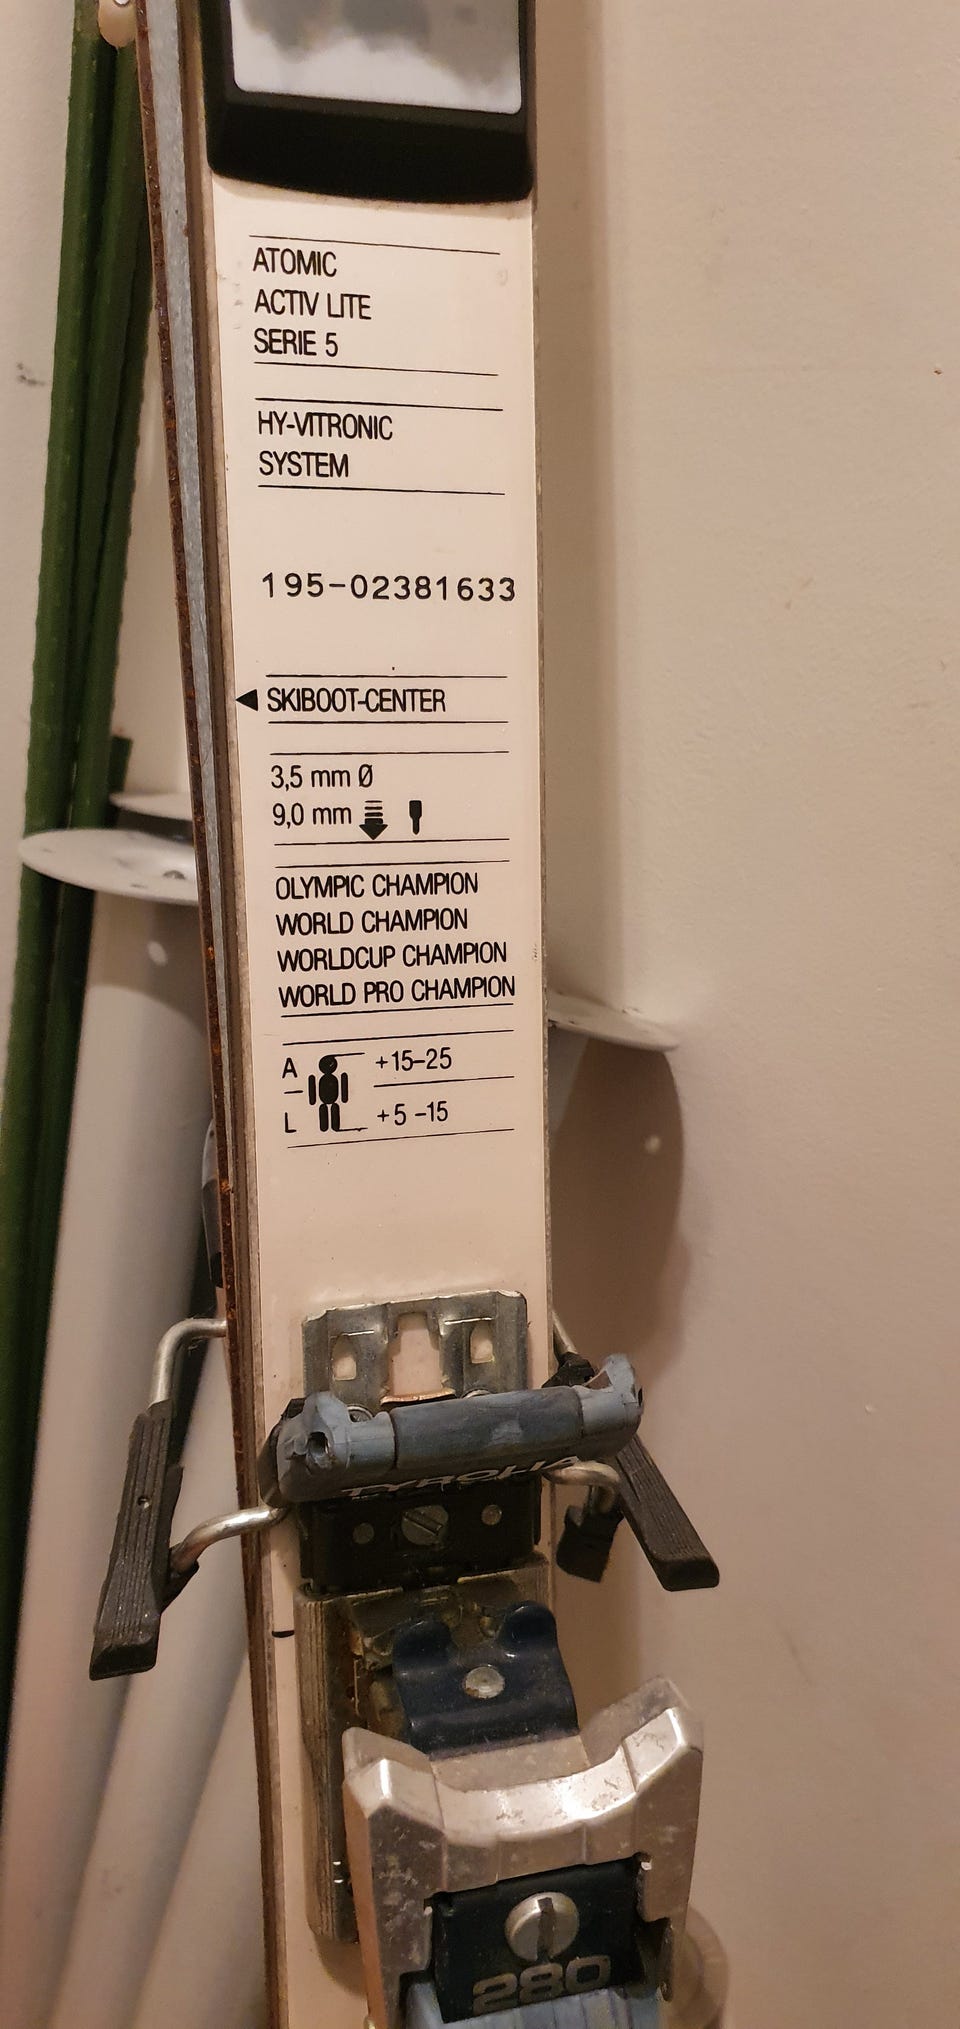 ATOMIC
ACTIV LITE
SERIE 5
HY-VITRONIC
SYSTEM
195-02381633
SKIBOOT-CENTER
3,5 mm Ø
9,0 mm
OLYMPIC CHAMPION
WORLD CHAMPION
WORLDCUP CHAMPION
WORLD PRO CHAMPION
A +15-25
L +5 -15
TYROLIA
280